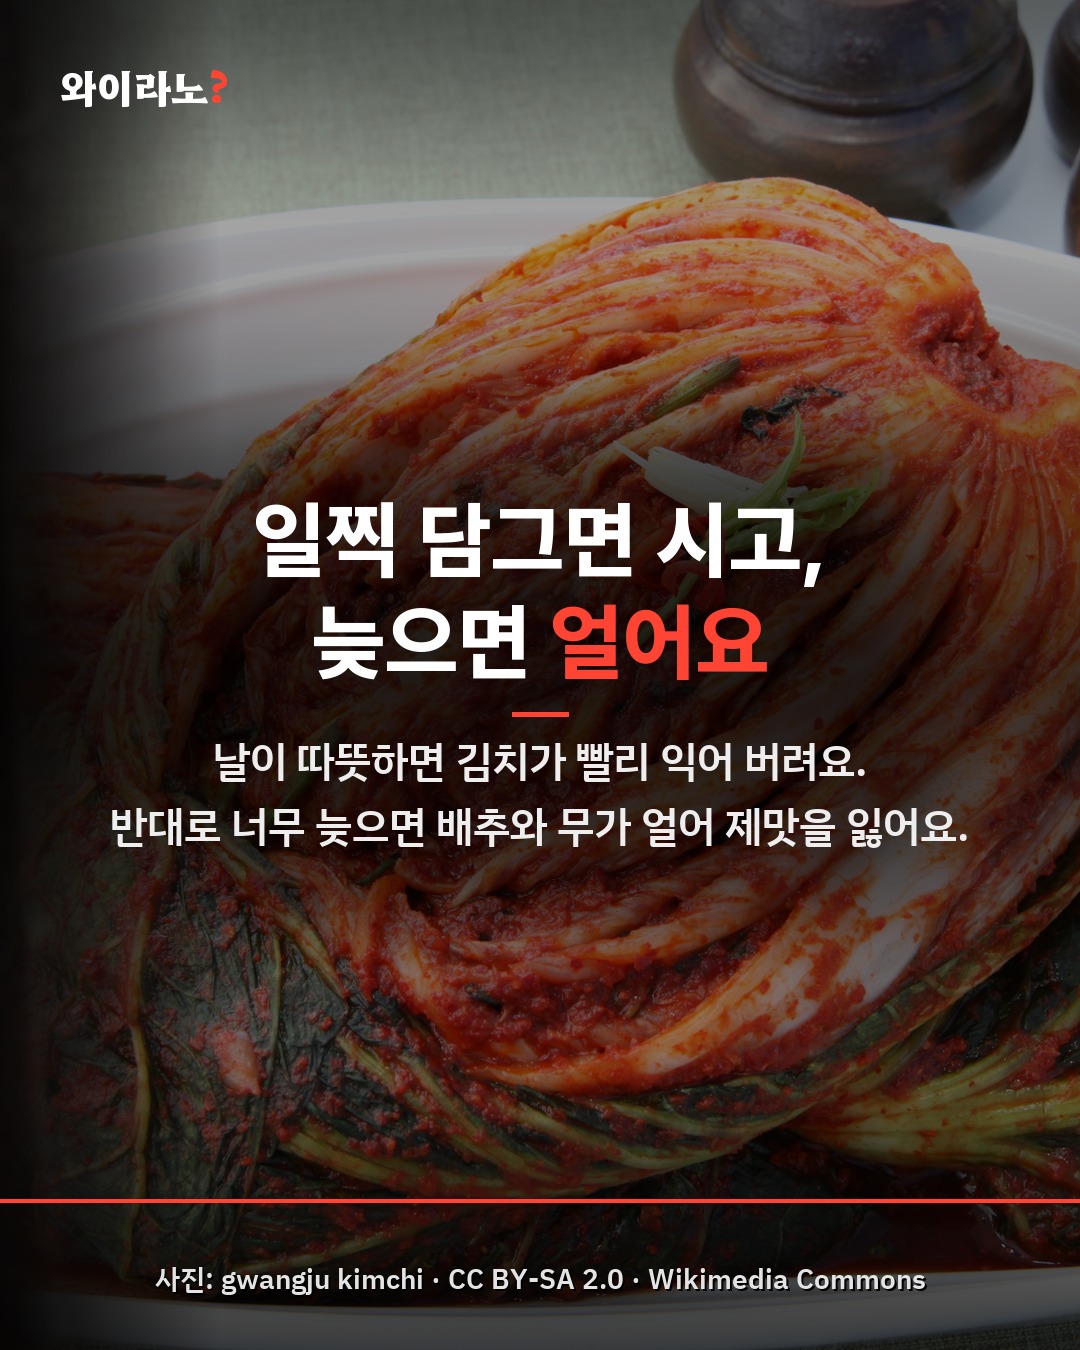 와이라노?
일찍 담그면 시고,
늦으면 얼어요
날이 따뜻하면 김치가 빨리 익어 버려요.
반대로 너무 늦으면 배추와 무가 얼어 제맛을 잃어요.
사진: gwangju kimchi · CC BY-SA 2.0 · Wikimedia Commons